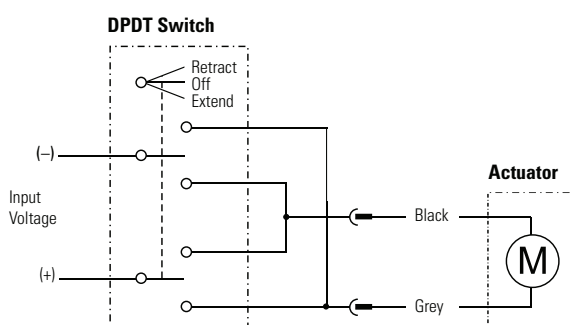 DPDT Switch
Retract
Off
Extend
(–)
Input
Voltage
(+)
Actuator
Black
M
Grey